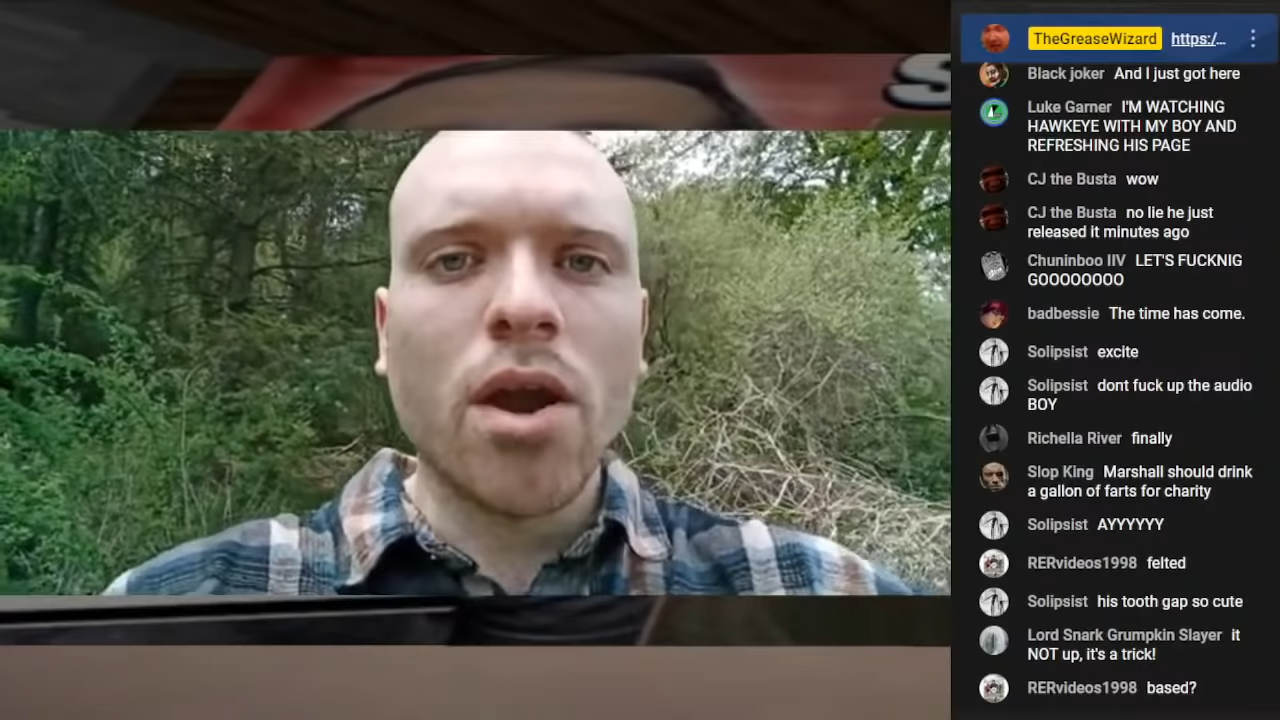 S
TheGreaseWizard https:/...
Black joker And I just got here
Luke Garner I'M WATCHING
HAWKEYE WITH MY BOY AND
REFRESHING HIS PAGE
CJ the Busta wow
CJ the Busta no lie he just
released it minutes ago
Chuninboo IIV LET'S FUCKNIG
GOOOOOOOO
badbessie The time has come.
Solipsist excite
Solipsist dont fuck up the audio
BOY
Richella River finally
Slop King Marshall should drink
a gallon of farts for charity
Solipsist AYYYYYY
RERvideos1998 felted
Solipsist his tooth gap so cute
Lord Snark Grumpkin Slayer it
NOT up, it's a trick!
RERvideos1998 based?